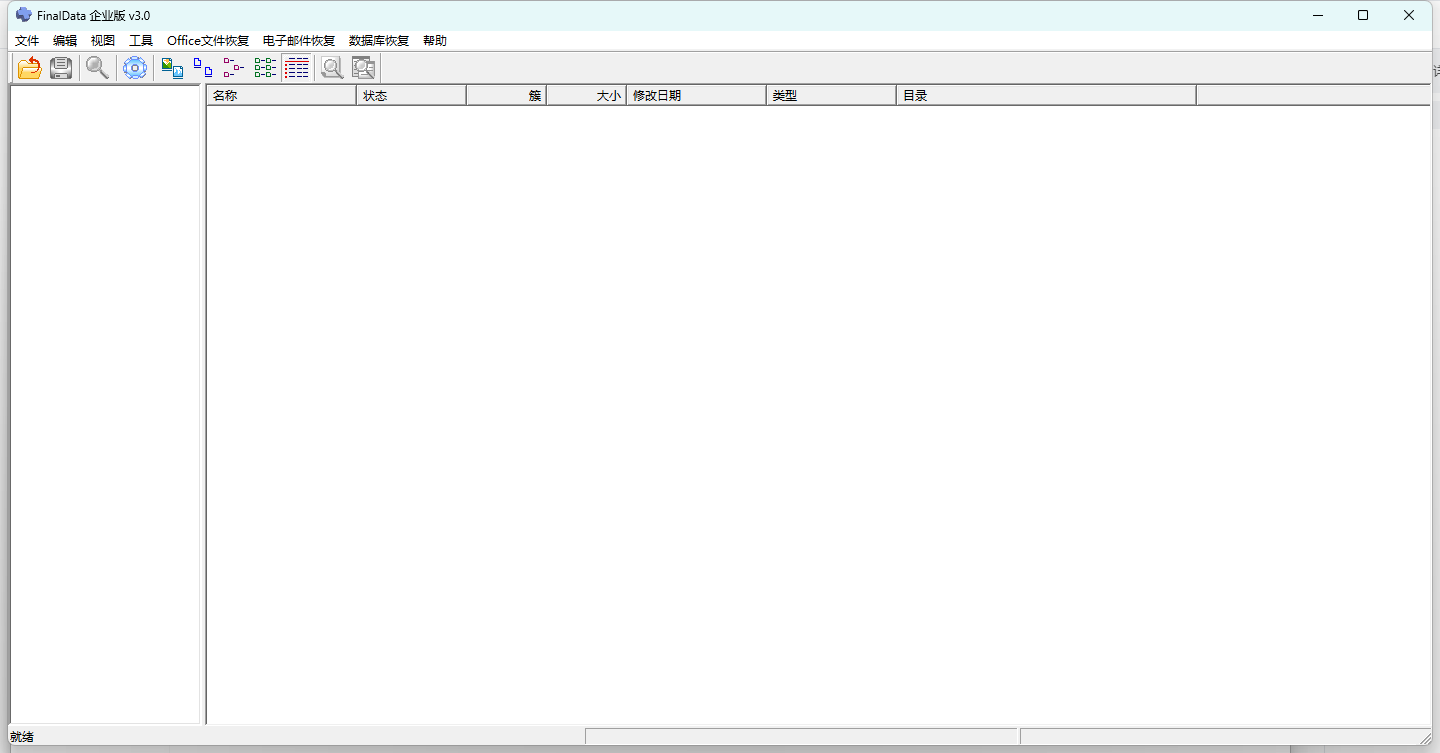 FinalData 企业版 v3.0
文件 编辑 视图 工具 Office文件恢复 电子邮件恢复 数据库恢复 帮助
名称 状态 簇 大小 修改日期 类型 目录
就绪